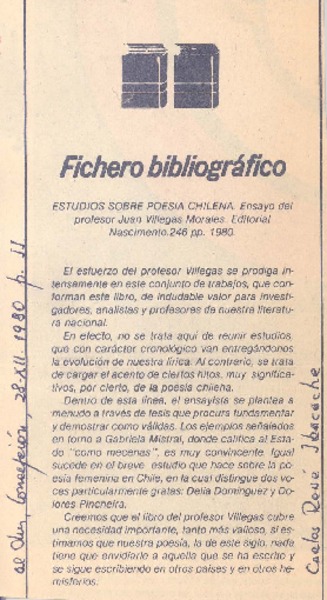 Fichero bibliográfico
ESTUDIOS SOBRE POESIA CHILENA. Ensayo del
profesor Juan Villegas Morales. Editorial
Nascimento.246 pp. 1980.
El esfuerzo del profesor Villegas se prodiga in-
tensamente en este conjunto de trabajos, que con-
forman este libro, de indudable valor para investi-
gadores, analistas y profesores de nuestra literatu-
ra nacional.
En efecto, no se trata aquí de reunir estudios,
que con carácter cronológico van entregándonos
la evolución de nuestra lírica. Al contrario, se trata
de cargar el acento de ciertos hitos, muy significa-
tivos, por cierto, de la poesía chilena.
Dentro de esta línea, el ensayista se plantea a
menudo a través de tesis que procura fundamentar
y demostrar como válidas. Los ejemplos señalados
en torno a Gabriela Mistral, donde califica al Esta-
do "como mecenas", es muy convincente. Igual
sucede en el breve estudio que hace sobre la poe-
sía femenina en Chile, en la cual distingue dos vo-
ces particularmente gratas: Delia Domínguez y Do-
lores Pincheira.
Creemos que el libro del profesor Villegas cubre
una necesidad importante, tanto más valioso, si es-
timamos que nuestra poesía, la de este siglo, nada
tiene que envidiarle a aquella que se ha escrito y
se sigue escribiendo en otros países y en otros he-
misferios.
Concepción, 28-XII-1980 p. 11
Carlos René Ibacache